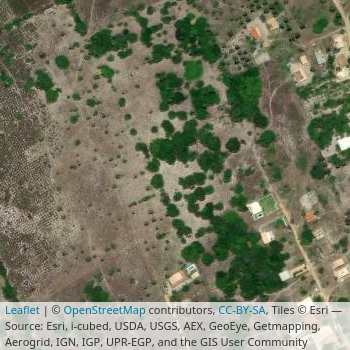 Leaflet | © OpenStreetMap contributors, CC-BY-SA, Tiles © Esri —
Source: Esri, i-cubed, USDA, USGS, AEX, GeoEye, Getmapping,
Aerogrid, IGN, IGP, UPR-EGP, and the GIS User Community